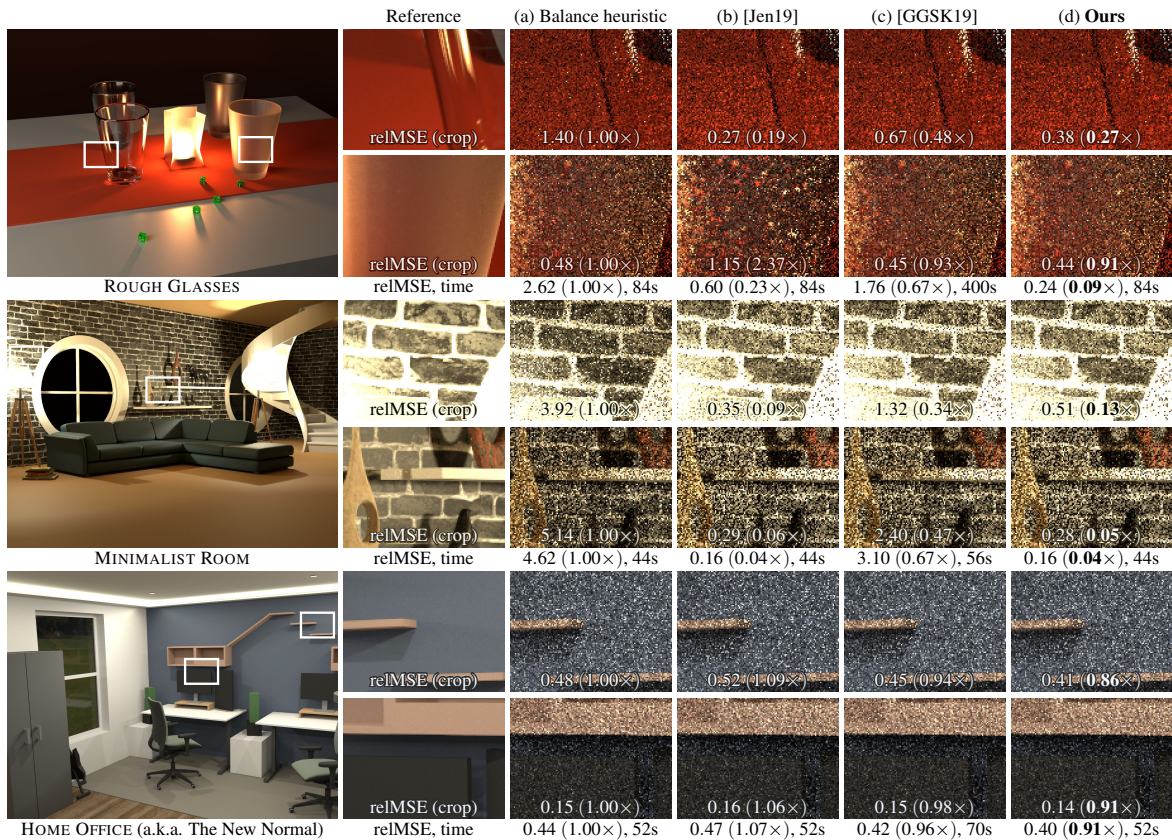 Reference (a) Balance heuristic (b) [Jen19] (c) [GGSK19] (d) Ours
relMSE (crop) 1.40 (1.00×) 0.27 (0.19×) 0.67 (0.48×) 0.38 (0.27×)
relMSE (crop) 0.48 (1.00×) 1.15 (2.37×) 0.45 (0.93×) 0.44 (0.91×)
ROUGH GLASSES relMSE, time 2.62 (1.00×), 84s 0.60 (0.23×), 84s 1.76 (0.67×), 400s 0.24 (0.09×), 84s
relMSE (crop) 3.92 (1.00×) 0.35 (0.09×) 1.32 (0.34×) 0.51 (0.13×)
relMSE (crop) 5.14 (1.00×) 0.29 (0.06×) 2.40 (0.47×) 0.28 (0.05×)
MINIMALIST ROOM relMSE, time 4.62 (1.00×), 44s 0.16 (0.04×), 44s 3.10 (0.67×), 56s 0.16 (0.04×), 44s
relMSE (crop) 0.48 (1.00×) 0.52 (1.09×) 0.45 (0.94×) 0.41 (0.86×)
relMSE (crop) 0.15 (1.00×) 0.16 (1.06×) 0.15 (0.98×) 0.14 (0.91×)
HOME OFFICE (a.k.a. The New Normal) relMSE, time 0.44 (1.00×), 52s 0.47 (1.07×), 52s 0.42 (0.96×), 70s 0.40 (0.91×), 52s